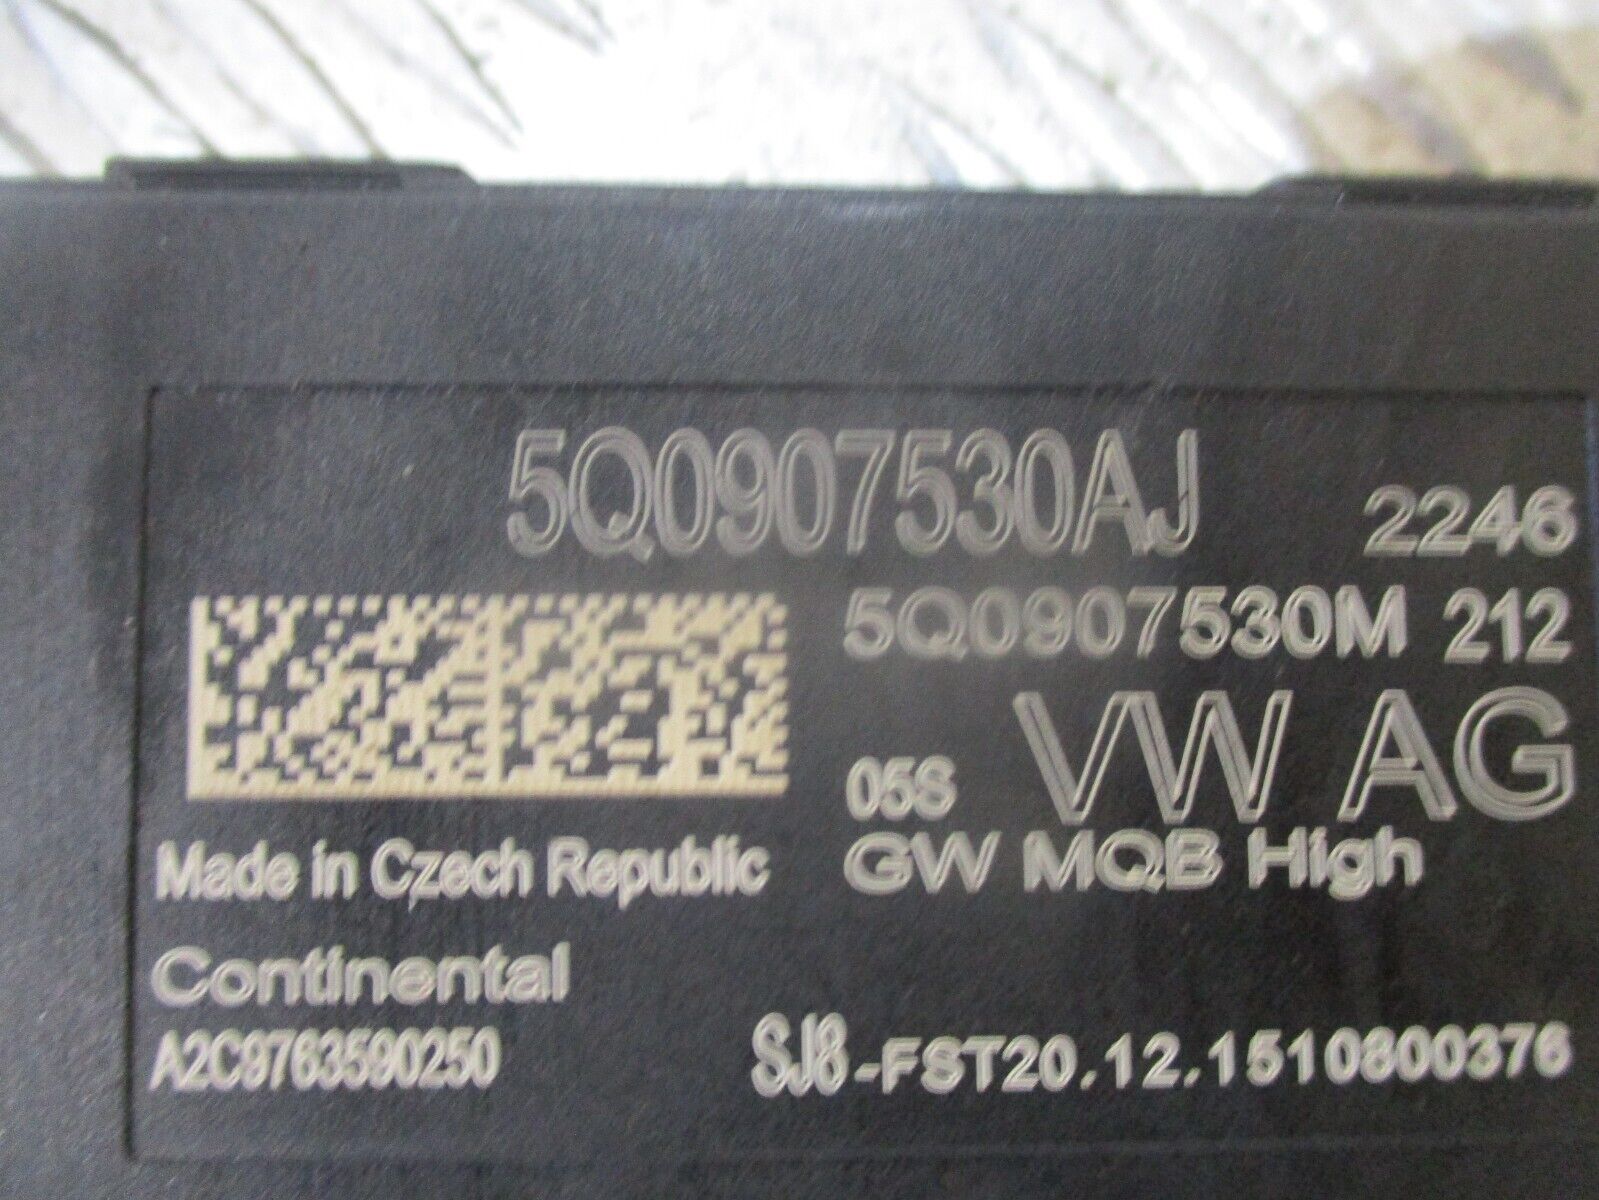 5Q0907530AJ 2246
5Q0907530M 212
05S VW AG
GW MQB High
Made in Czech Republic
Continental
A2C9763590250
SJ8-FST20.12.1510800376